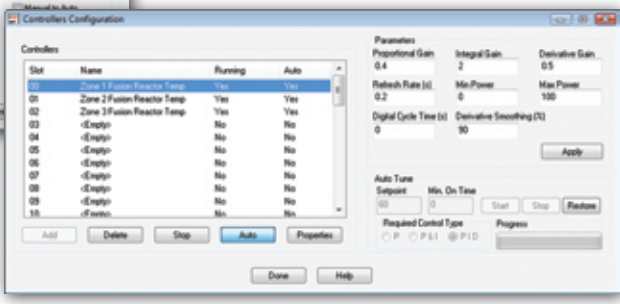 Manual to Auto
Controllers Configuration
Controllers
Slot Name Running Auto
00 Zone 1 Fusion Reactor Temp Yes Yes
01 Zone 2 Fusion Reactor Temp Yes Yes
02 Zone 3 Fusion Reactor Temp Yes Yes
03 <Empty> No No
04 <Empty> No No
05 <Empty> No No
06 <Empty> No No
07 <Empty> No No
08 <Empty> No No
09 <Empty> No No
10 <Empty> No No
Add Delete Stop Auto Properties
Parameters
Proportional Gain Integral Gain Derivative Gain
0.4 2 0.5
Refresh Rate (s) Min Power Max Power
0.2 0 100
Digital Cycle Time (s) Derivative Smoothing (%)
0 90
Apply
Auto Tune
Setpoint Min. On Time
60 0 Start Stop Restore
Required Control Type Progress
P P&I PID
Done Help